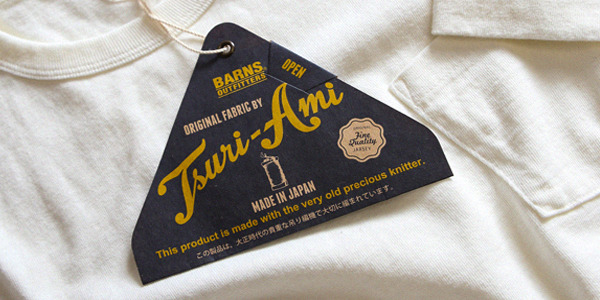 BARNS
OUTFITTERS
OPEN
ORIGINAL FABRIC BY
Tsuri-Ami
ORIGINAL
Fine
Quality
JERSEY
MADE IN JAPAN
This product is made with the very old precious knitter.
この製品は、大正時代の貴重な吊り編機で大切に編まれています。